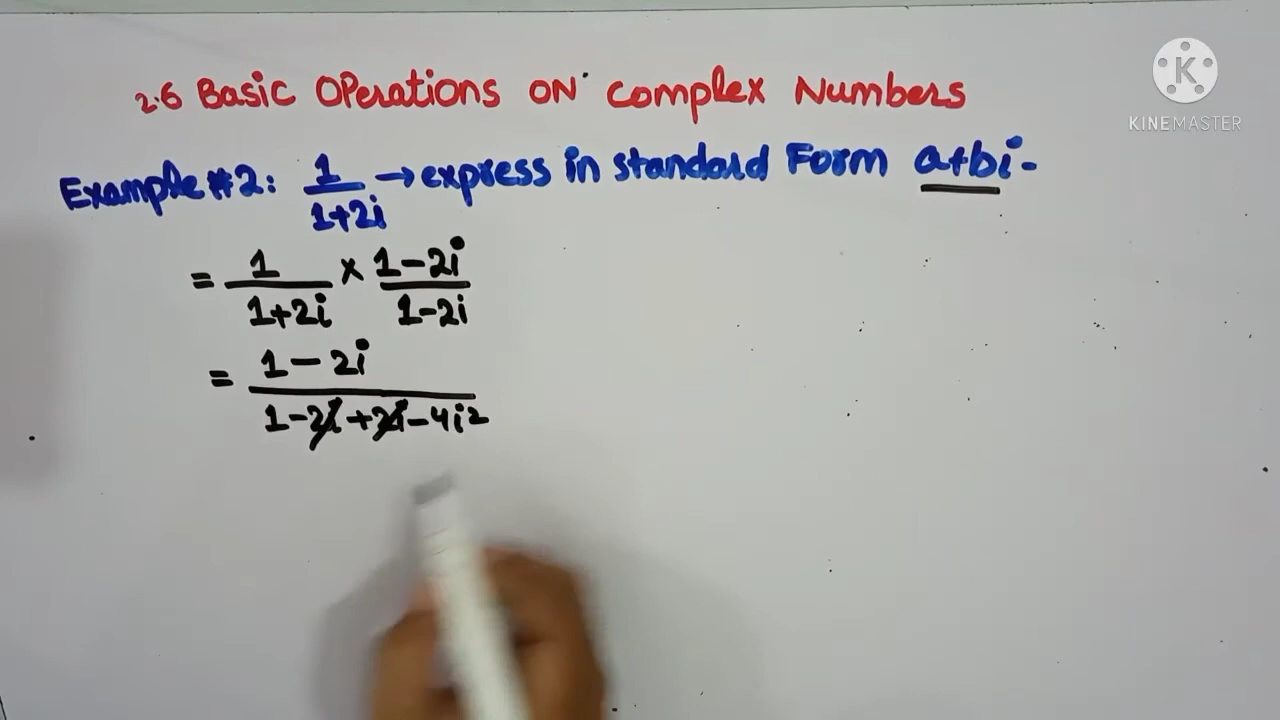 2.6 Basic Operations on Complex Numbers
KINEMASTER
Example #2: 1/1+2i → express in standard Form a+bi.
= 1/1+2i × 1-2i/1-2i
= 1-2i/1-2i+2i-4i²